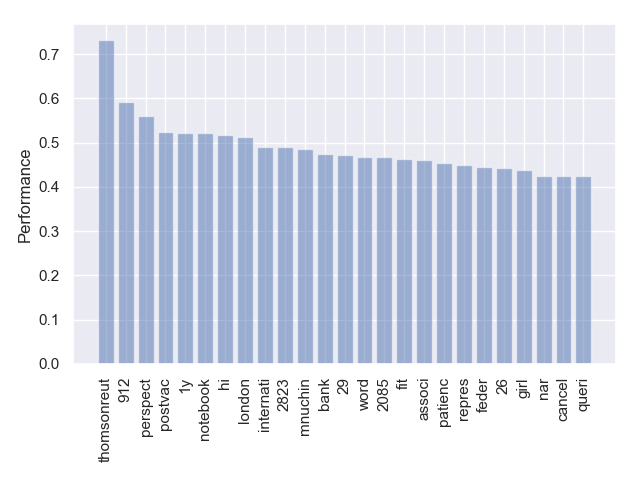 0.7
0.6
0.5
0.4
0.3
0.2
0.1
0.0
Performance
thomsonreut
912
perspect
postvac
1y
notebook
hi
london
internati
2823
mnuchin
bank
29
word
2085
fit
associ
patienc
repres
feder
26
girl
nar
cancel
queri